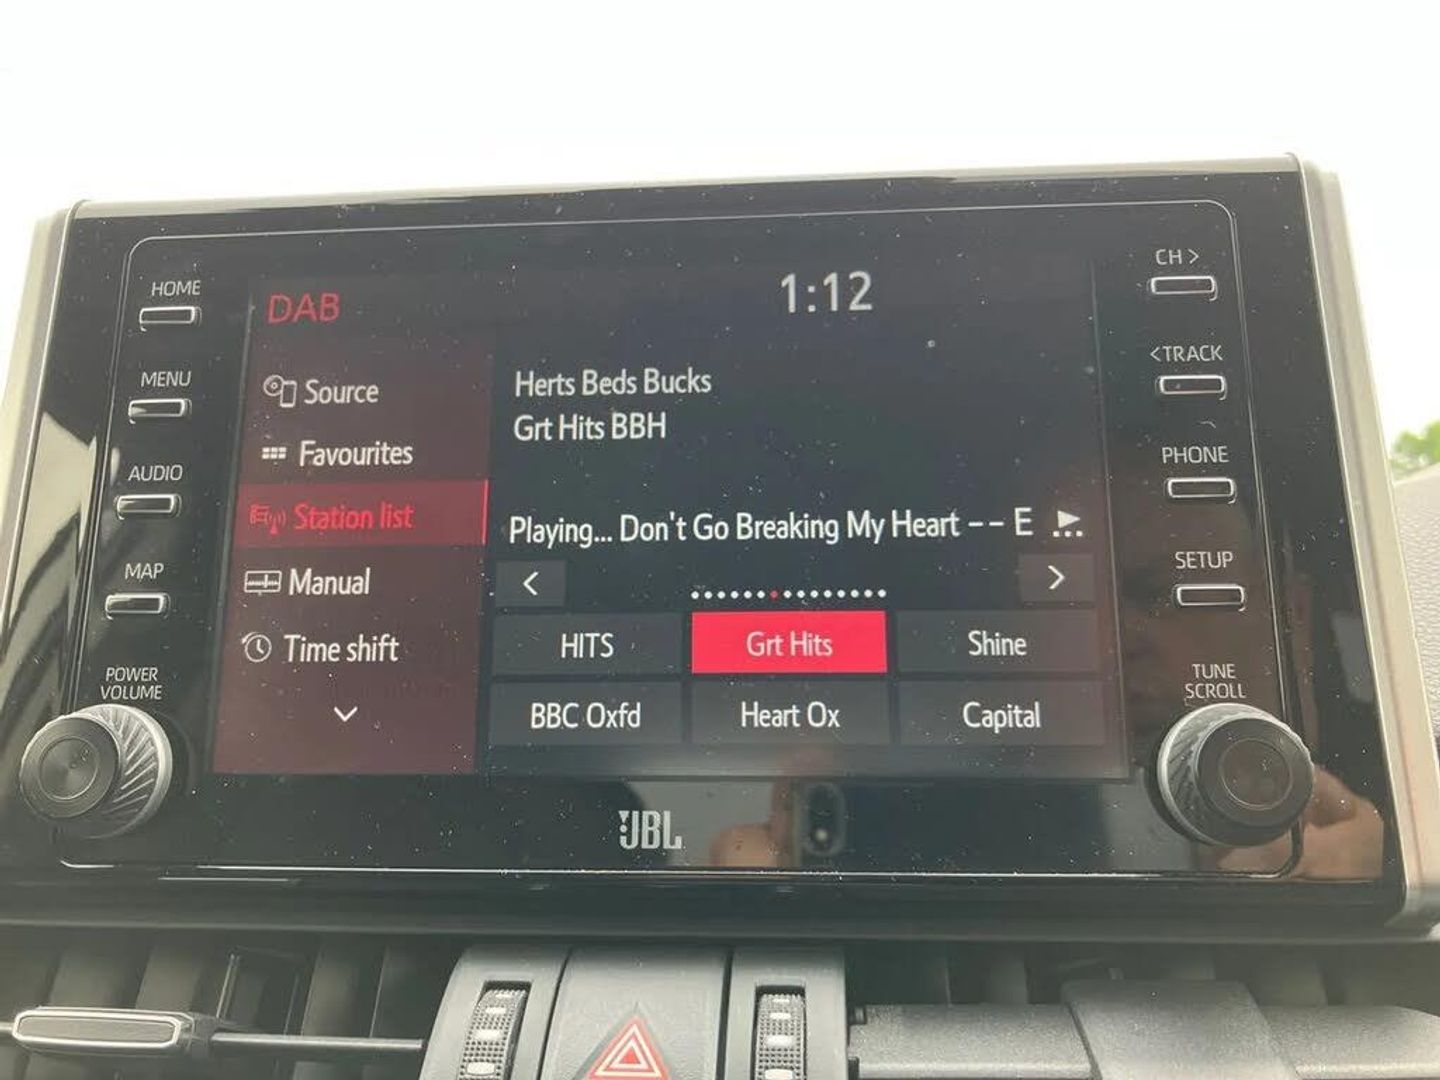 HOME
MENU
AUDIO
MAP
POWER
VOLUME
DAB
1:12
Source
Favourites
Station list
Manual
Time shift
Herts Beds Bucks
Grt Hits BBH
Playing... Don't Go Breaking My Heart -- E
HITS
Grt Hits
Shine
BBC Oxfd
Heart Ox
Capital
CH >
<TRACK
PHONE
SETUP
TUNE
SCROLL
JBL